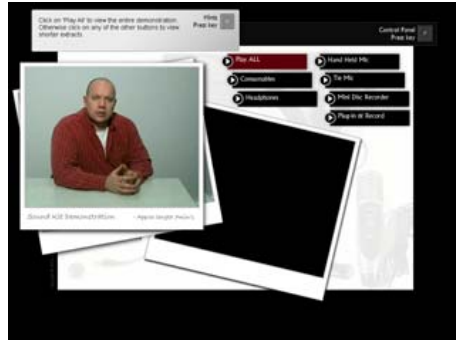 Click on 'Play All' to view the entire demonstration.
Otherwise click on any of the other buttons to view
shorter extracts
Hints
Press key
Control Panel
Press key
Play ALL
Hand Held Mic
Consumables
Tie Mic
Headphones
Mini Disc Recorder
Plug-in & Record
Sound Kit Demonstration